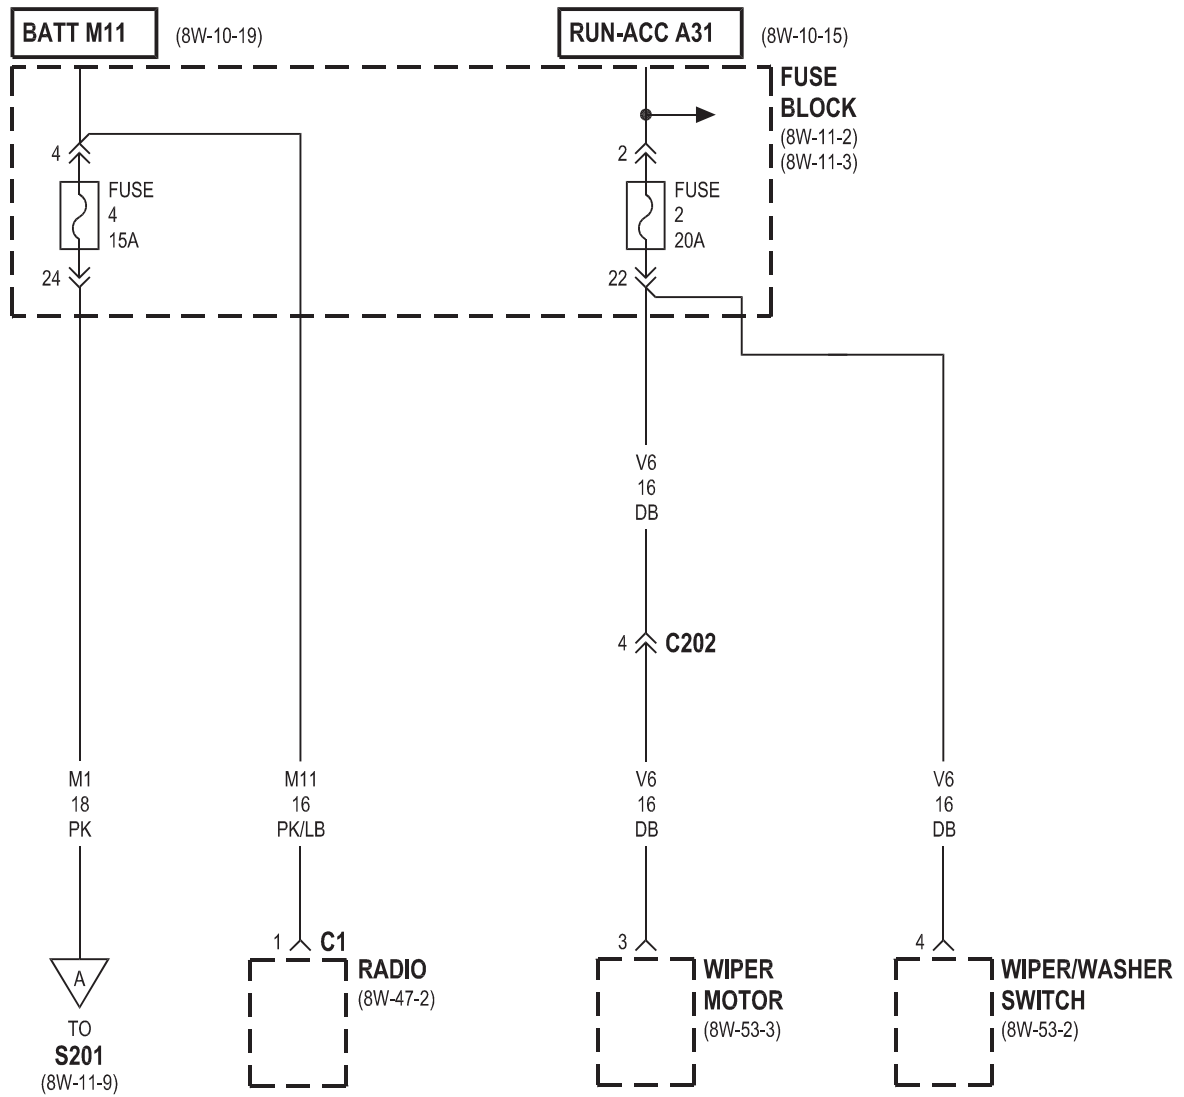 BATT M11
(8W-10-19)
RUN-ACC A31
(8W-10-15)
FUSE
BLOCK
(8W-11-2)
(8W-11-3)
4
FUSE
4
15A
24
2
FUSE
2
20A
22
V6
16
DB
4
C202
M1
18
PK
M11
16
PK/LB
V6
16
DB
V6
16
DB
A
TO
S201
(8W-11-9)
1
C1
RADIO
(8W-47-2)
3
WIPER
MOTOR
(8W-53-3)
4
WIPER/WASHER
SWITCH
(8W-53-2)